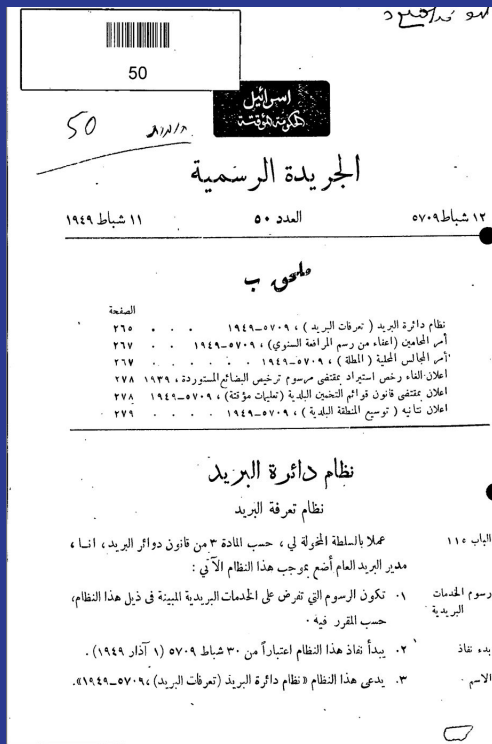 50
اسرائيل
الحكومة المؤقتة
50
الجريدة الرسمية
١٢ شباط ٥٧٠٩ العدد ٥٠ ١١ شباط ١٩٤٩
ملحق ب
الصفحة
نظام دائرة البريد ( تعرفات البريد ) ، ٥٧٠٩–١٩٤٩ . . . ٢٦٥
أمر المحامين (اعفاء من رسم المرافعة السنوي) ، ٥٧٠٩–١٩٤٩ . . ٢٦٧
أمر المجالس المحلية ( المطلة ) ، ٥٧٠٩–١٩٤٩ . . . . . ٢٦٧
اعلان الغاء رخص استيراد بمقتضى مرسوم ترخيص البضائع المستوردة ، ١٩٣٩ ٢٧٨
اعلان بمقتضى قانون قوائم التخمين البلدية (تعليمات مؤقتة) ، ٥٧٠٩–١٩٤٩ ٢٧٨
اعلان نتانيه ( توسيع المنطقة البلدية ) ، ٥٧٠٩–١٩٤٩ . . . . ٢٧٩
نظام دائرة البريد
نظام تعرفة البريد
الباب ١١٥ عملا بالسلطة المخولة لي ، حسب المادة ٣ من قانون دوائر البريد ، انا ،
مدير البريد العام أضع بموجب هذا النظام الآتي :
رسوم الخدمات ١. تكون الرسوم التي تفرض على الخدمات البريدية المبينة في ذيل هذا النظام،
البريدية حسب المقرر فيه .
بدء نفاذ ٢. يبدأ نفاذ هذا النظام اعتباراً من ٣٠ شباط ٥٧٠٩ (١ آذار ١٩٤٩) .
الاسم ٣. يدعى هذا النظام «نظام دائرة البريد (تعرفات البريد)، ٥٧٠٩–١٩٤٩».